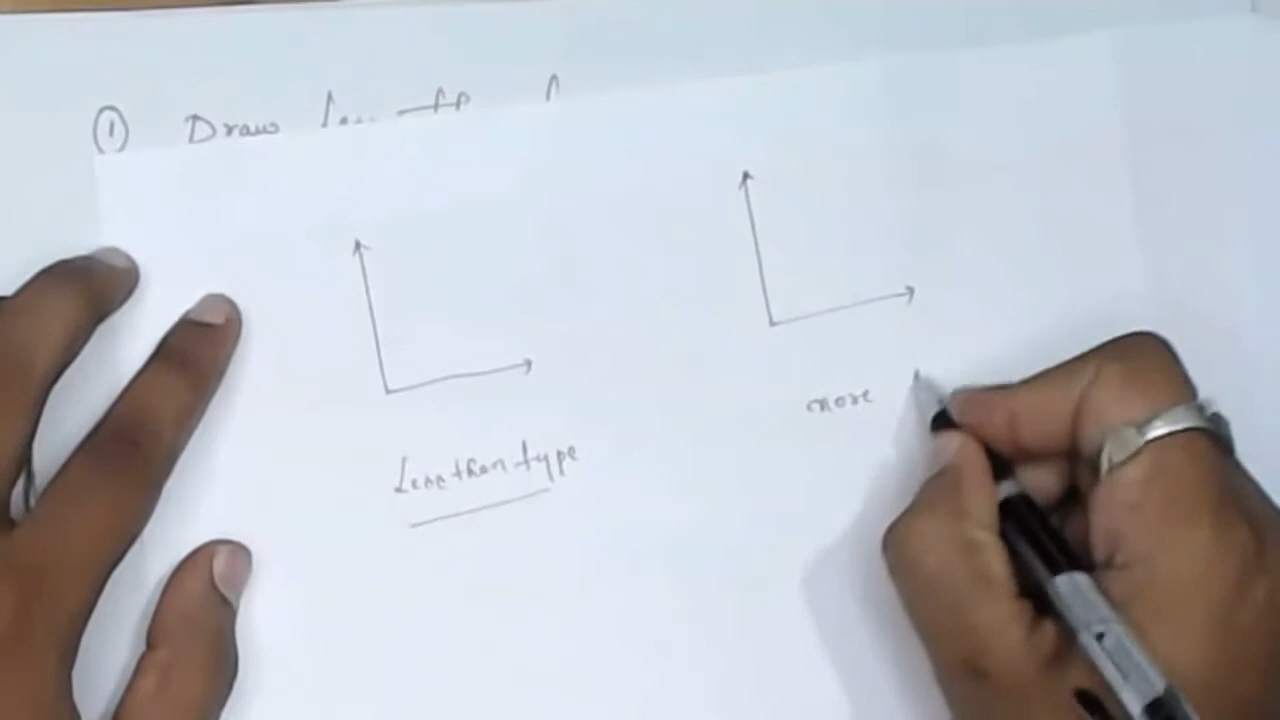 ① Draw
Less than type
more